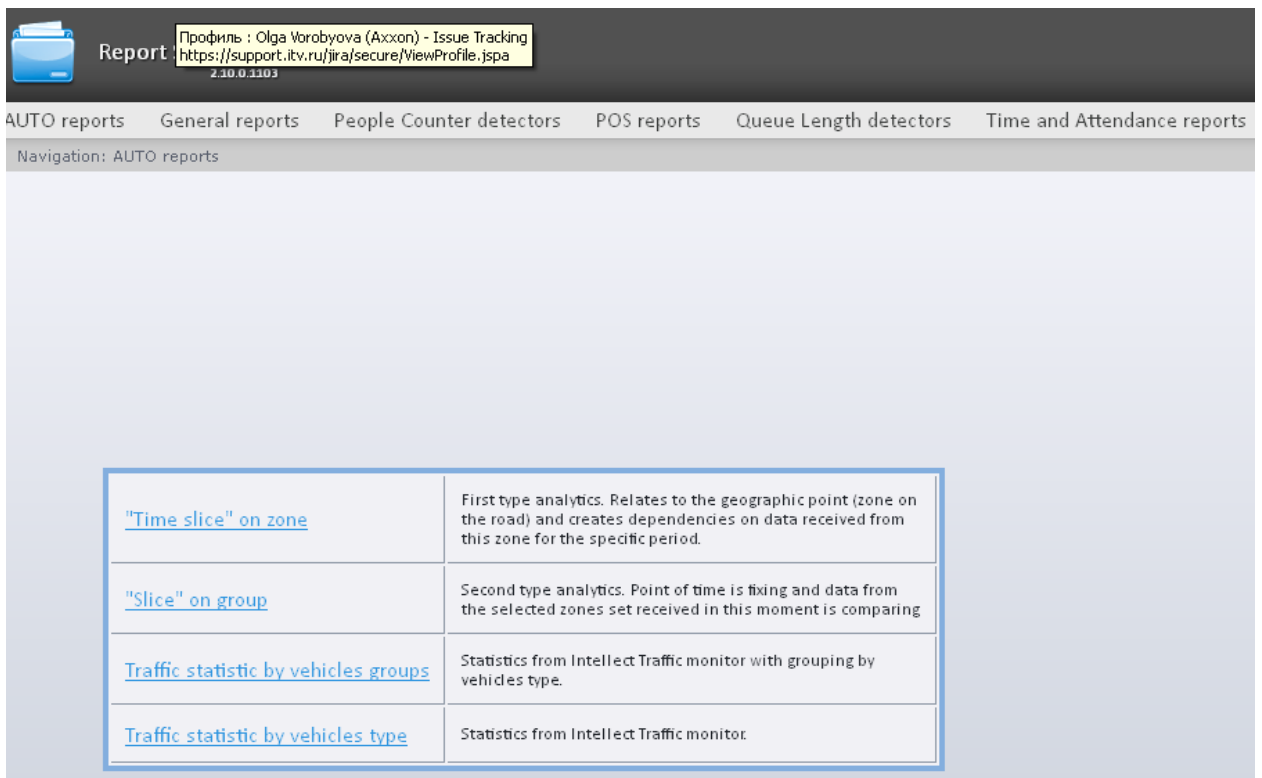 Профиль : Olga Vorobyova (Axxon) - Issue Tracking
https://support.itv.ru/jira/secure/ViewProfile.jspa
Report
2.10.0.1103
AUTO reports General reports People Counter detectors POS reports Queue Length detectors Time and Attendance reports
Navigation: AUTO reports
"Time slice" on zone
First type analytics. Relates to the geographic point (zone on
the road) and creates dependencies on data received from
this zone for the specific period.
"Slice" on group
Second type analytics. Point of time is fixing and data from
the selected zones set received in this moment is comparing
Traffic statistic by vehicles groups
Statistics from Intellect Traffic monitor with grouping by
vehicles type.
Traffic statistic by vehicles type
Statistics from Intellect Traffic monitor.